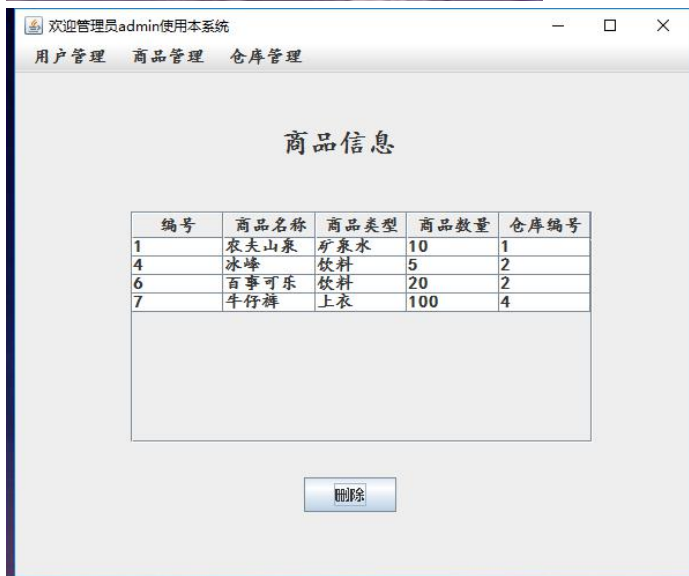 欢迎管理员admin使用本系统
用户管理 商品管理 仓库管理
商品信息
编号 商品名称 商品类型 商品数量 仓库编号
1 农夫山泉 矿泉水 10 1
4 冰峰 饮料 5 2
6 百事可乐 饮料 20 2
7 牛仔裤 上衣 100 4
删除